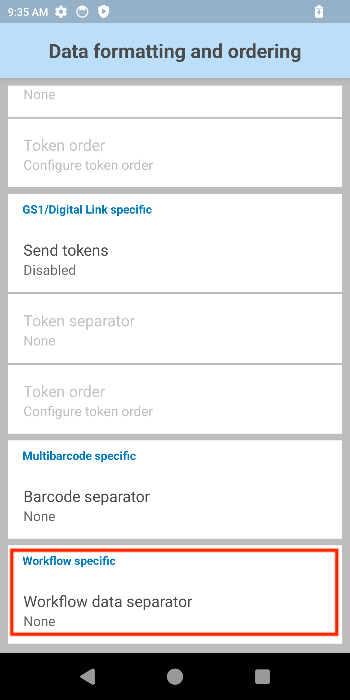 9:35 AM
Data formatting and ordering
None
Token order
Configure token order
GS1/Digital Link specific
Send tokens
Disabled
Token separator
None
Token order
Configure token order
Multibarcode specific
Barcode separator
None
Workflow specific
Workflow data separator
None